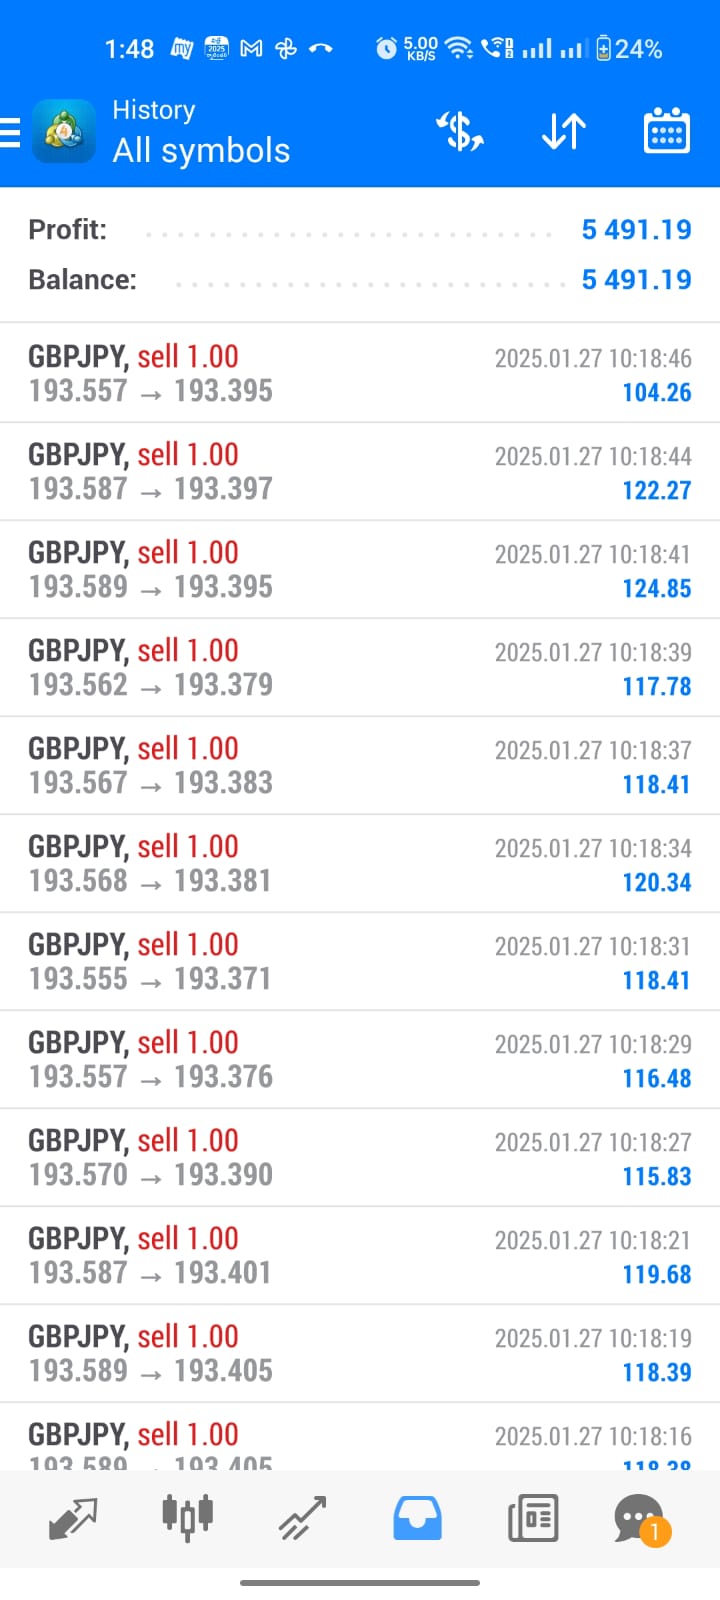 1:48 my 2025 5.00 KB/S 24%
History
All symbols
Profit: 5 491.19
Balance: 5 491.19
GBPJPY, sell 1.00 2025.01.27 10:18:46
193.557 → 193.395 104.26
GBPJPY, sell 1.00 2025.01.27 10:18:44
193.587 → 193.397 122.27
GBPJPY, sell 1.00 2025.01.27 10:18:41
193.589 → 193.395 124.85
GBPJPY, sell 1.00 2025.01.27 10:18:39
193.562 → 193.379 117.78
GBPJPY, sell 1.00 2025.01.27 10:18:37
193.567 → 193.383 118.41
GBPJPY, sell 1.00 2025.01.27 10:18:34
193.568 → 193.381 120.34
GBPJPY, sell 1.00 2025.01.27 10:18:31
193.555 → 193.371 118.41
GBPJPY, sell 1.00 2025.01.27 10:18:29
193.557 → 193.376 116.48
GBPJPY, sell 1.00 2025.01.27 10:18:27
193.570 → 193.390 115.83
GBPJPY, sell 1.00 2025.01.27 10:18:21
193.587 → 193.401 119.68
GBPJPY, sell 1.00 2025.01.27 10:18:19
193.589 → 193.405 118.39
GBPJPY, sell 1.00 2025.01.27 10:18:16
193.589 → 193.405 118.38
1